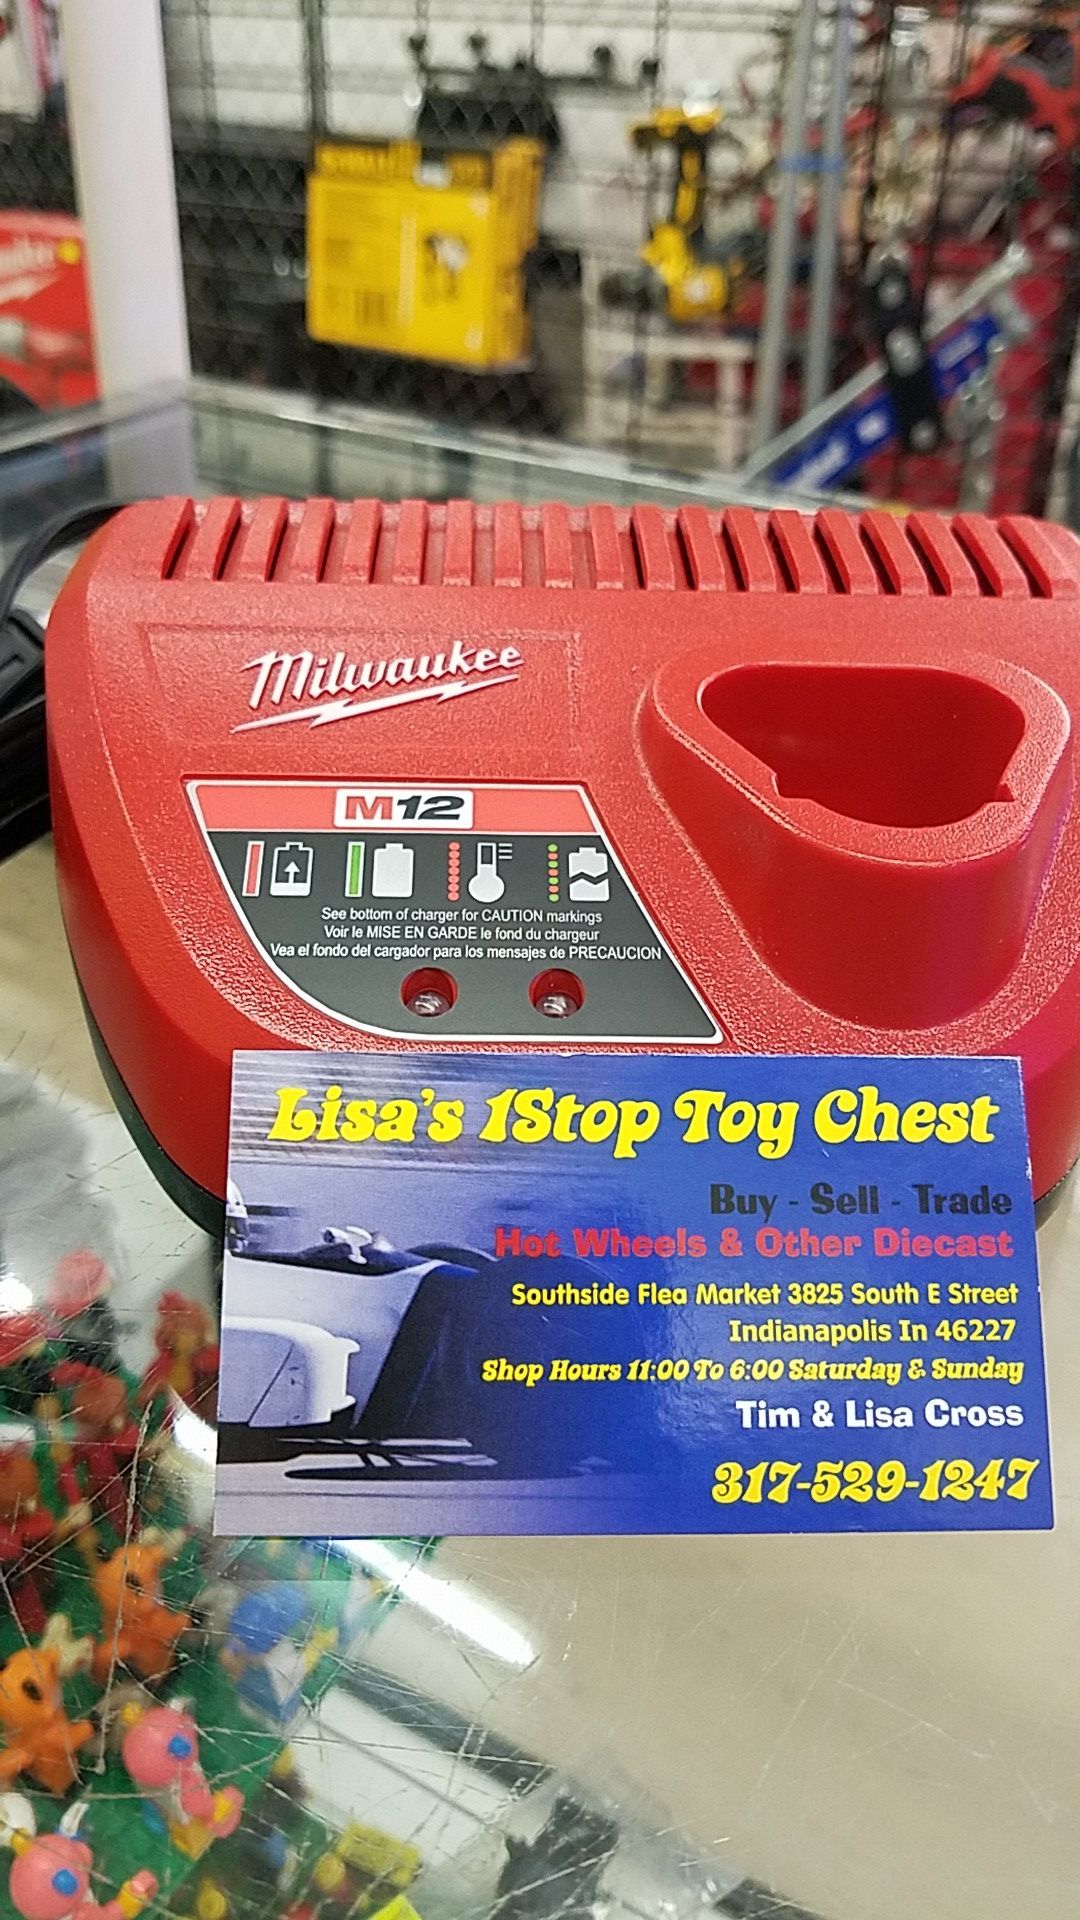 Milwaukee
M12
See bottom of charger for CAUTION markings
Voir le MISE EN GARDE le fond du chargeur
Vea el fondo del cargador para los mensajes de PRECAUCION
Lisa's 1Stop Toy Chest
Buy - Sell - Trade
Hot Wheels & Other Diecast
Southside Flea Market 3825 South E Street
Indianapolis In 46227
Shop Hours 11:00 To 6:00 Saturday & Sunday
Tim & Lisa Cross
317-529-1247